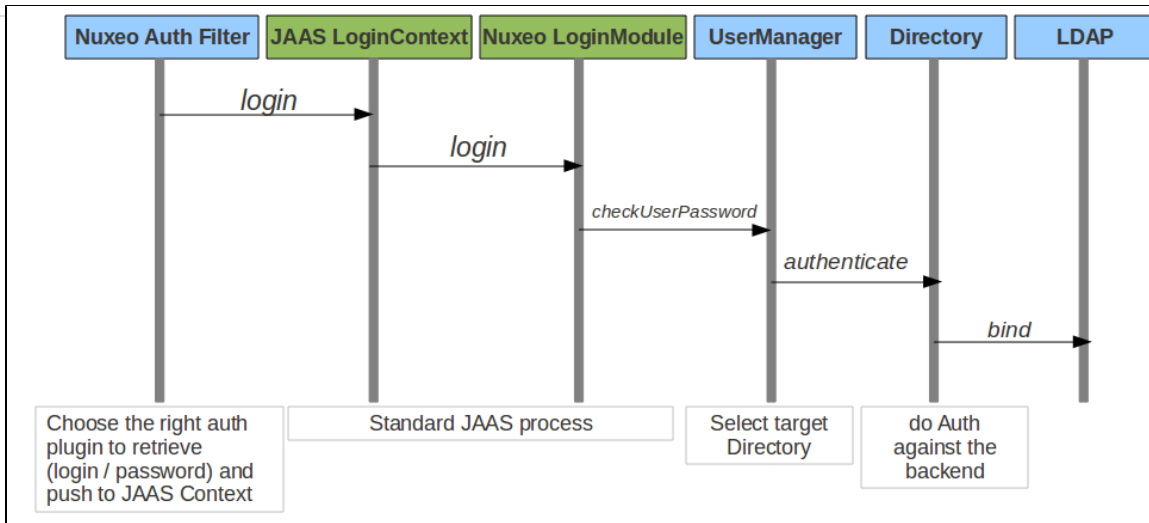 Nuxeo Auth Filter
JAAS LoginContext
Nuxeo LoginModule
UserManager
Directory
LDAP
login
login
checkUserPassword
authenticate
bind
Choose the right auth
plugin to retrieve
(login / password) and
push to JAAS Context
Standard JAAS process
Select target
Directory
do Auth
against the
backend